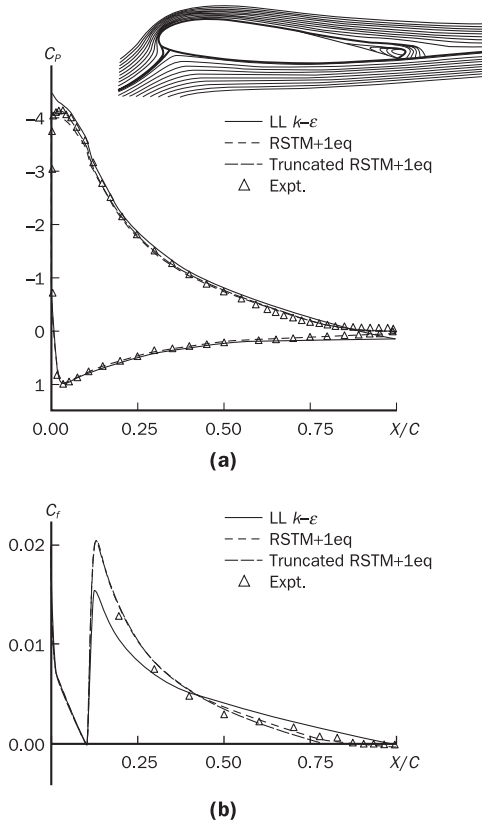 C_P
–4
–3
–2
–1
0
1
0.00
0.25
0.50
0.75
X/C
LL k–ε
RSTM+1eq
Truncated RSTM+1eq
Expt.
(a)
C_f
0.02
0.01
0.00
0.00
0.25
0.50
0.75
X/C
LL k–ε
RSTM+1eq
Truncated RSTM+1eq
Expt.
(b)